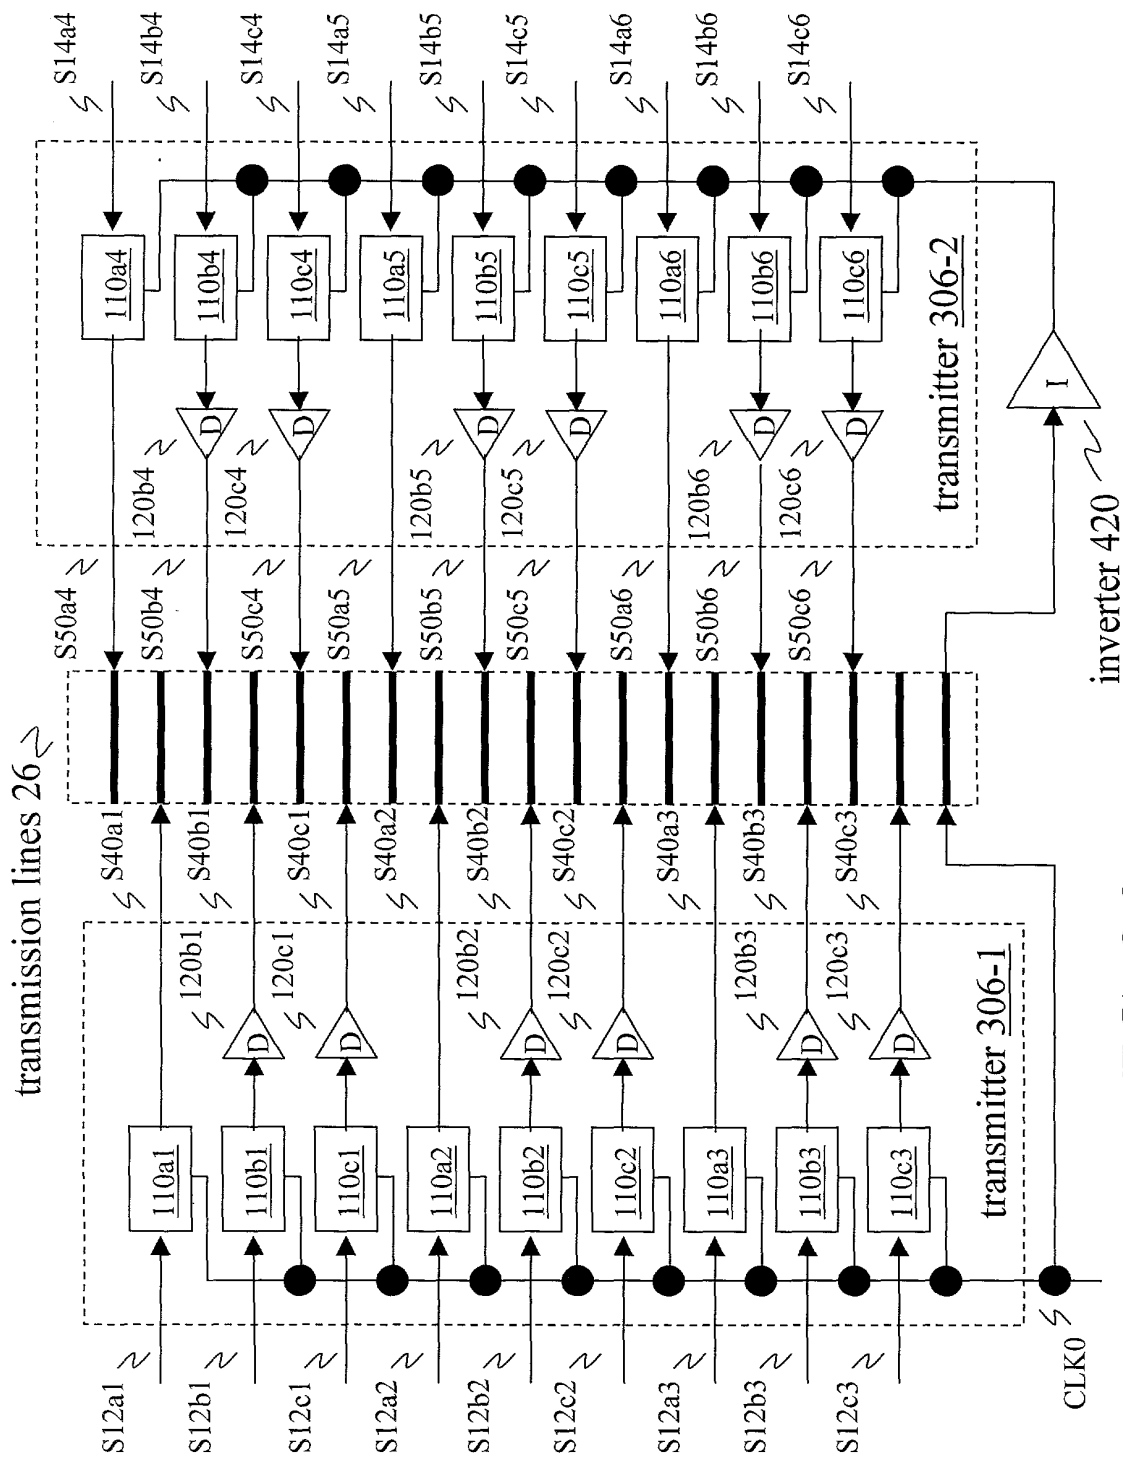 transmission lines 26
S50a4
S14a4
S12a1
S40a1
110a4
110a1
S50b4
120b4
S14b4
S12b1
120b1
S40b1
D
110b4
110b1
D
S50c4
120c4
S14c4
S12c1
120c1
S40c1
D
110c4
110c1
D
S50a5
S14a5
S12a2
S40a2
110a5
110a2
S50b5
120b5
S14b5
S12b2
120b2
S40b2
D
110b5
110b2
D
S50c5
120c5
S14c5
S12c2
120c2
S40c2
D
110c5
110c2
D
S50a6
S14a6
S12a3
S40a3
110a6
110a3
S50b6
120b6
S14b6
S12b3
120b3
S40b3
D
110b6
110b3
D
S50c6
120c6
S14c6
S12c3
120c3
S40c3
D
110c6
110c3
D
transmitter 306-2
transmitter 306-1
CLK0
I
inverter 420